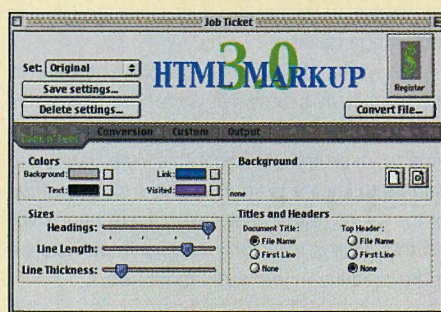 Job Ticket
Set: Original
Save settings...
Delete settings...
3.0
HTML MARKUP
Register
Convert File...
Look n' Feel Conversion Custom Output
Colors
Background:
Link:
Text:
Visited:
Background
none
Sizes
Headings:
Line Length:
Line Thickness:
Titles and Headers
Document Title:
File Name
First Line
None
Top Header:
File Name
First Line
None